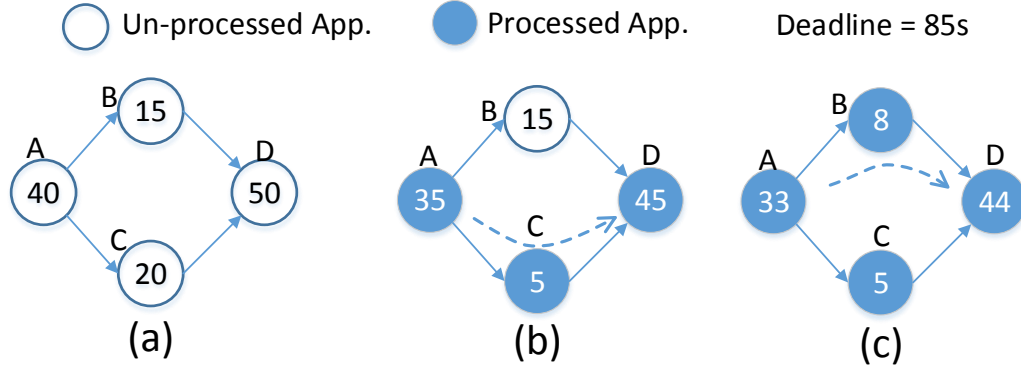 Un-processed App.
Processed App.
Deadline = 85s
B
15
A
D
40
50
C
20
(a)
B
15
A
D
35
45
C
5
(b)
B
8
A
D
33
44
C
5
(c)